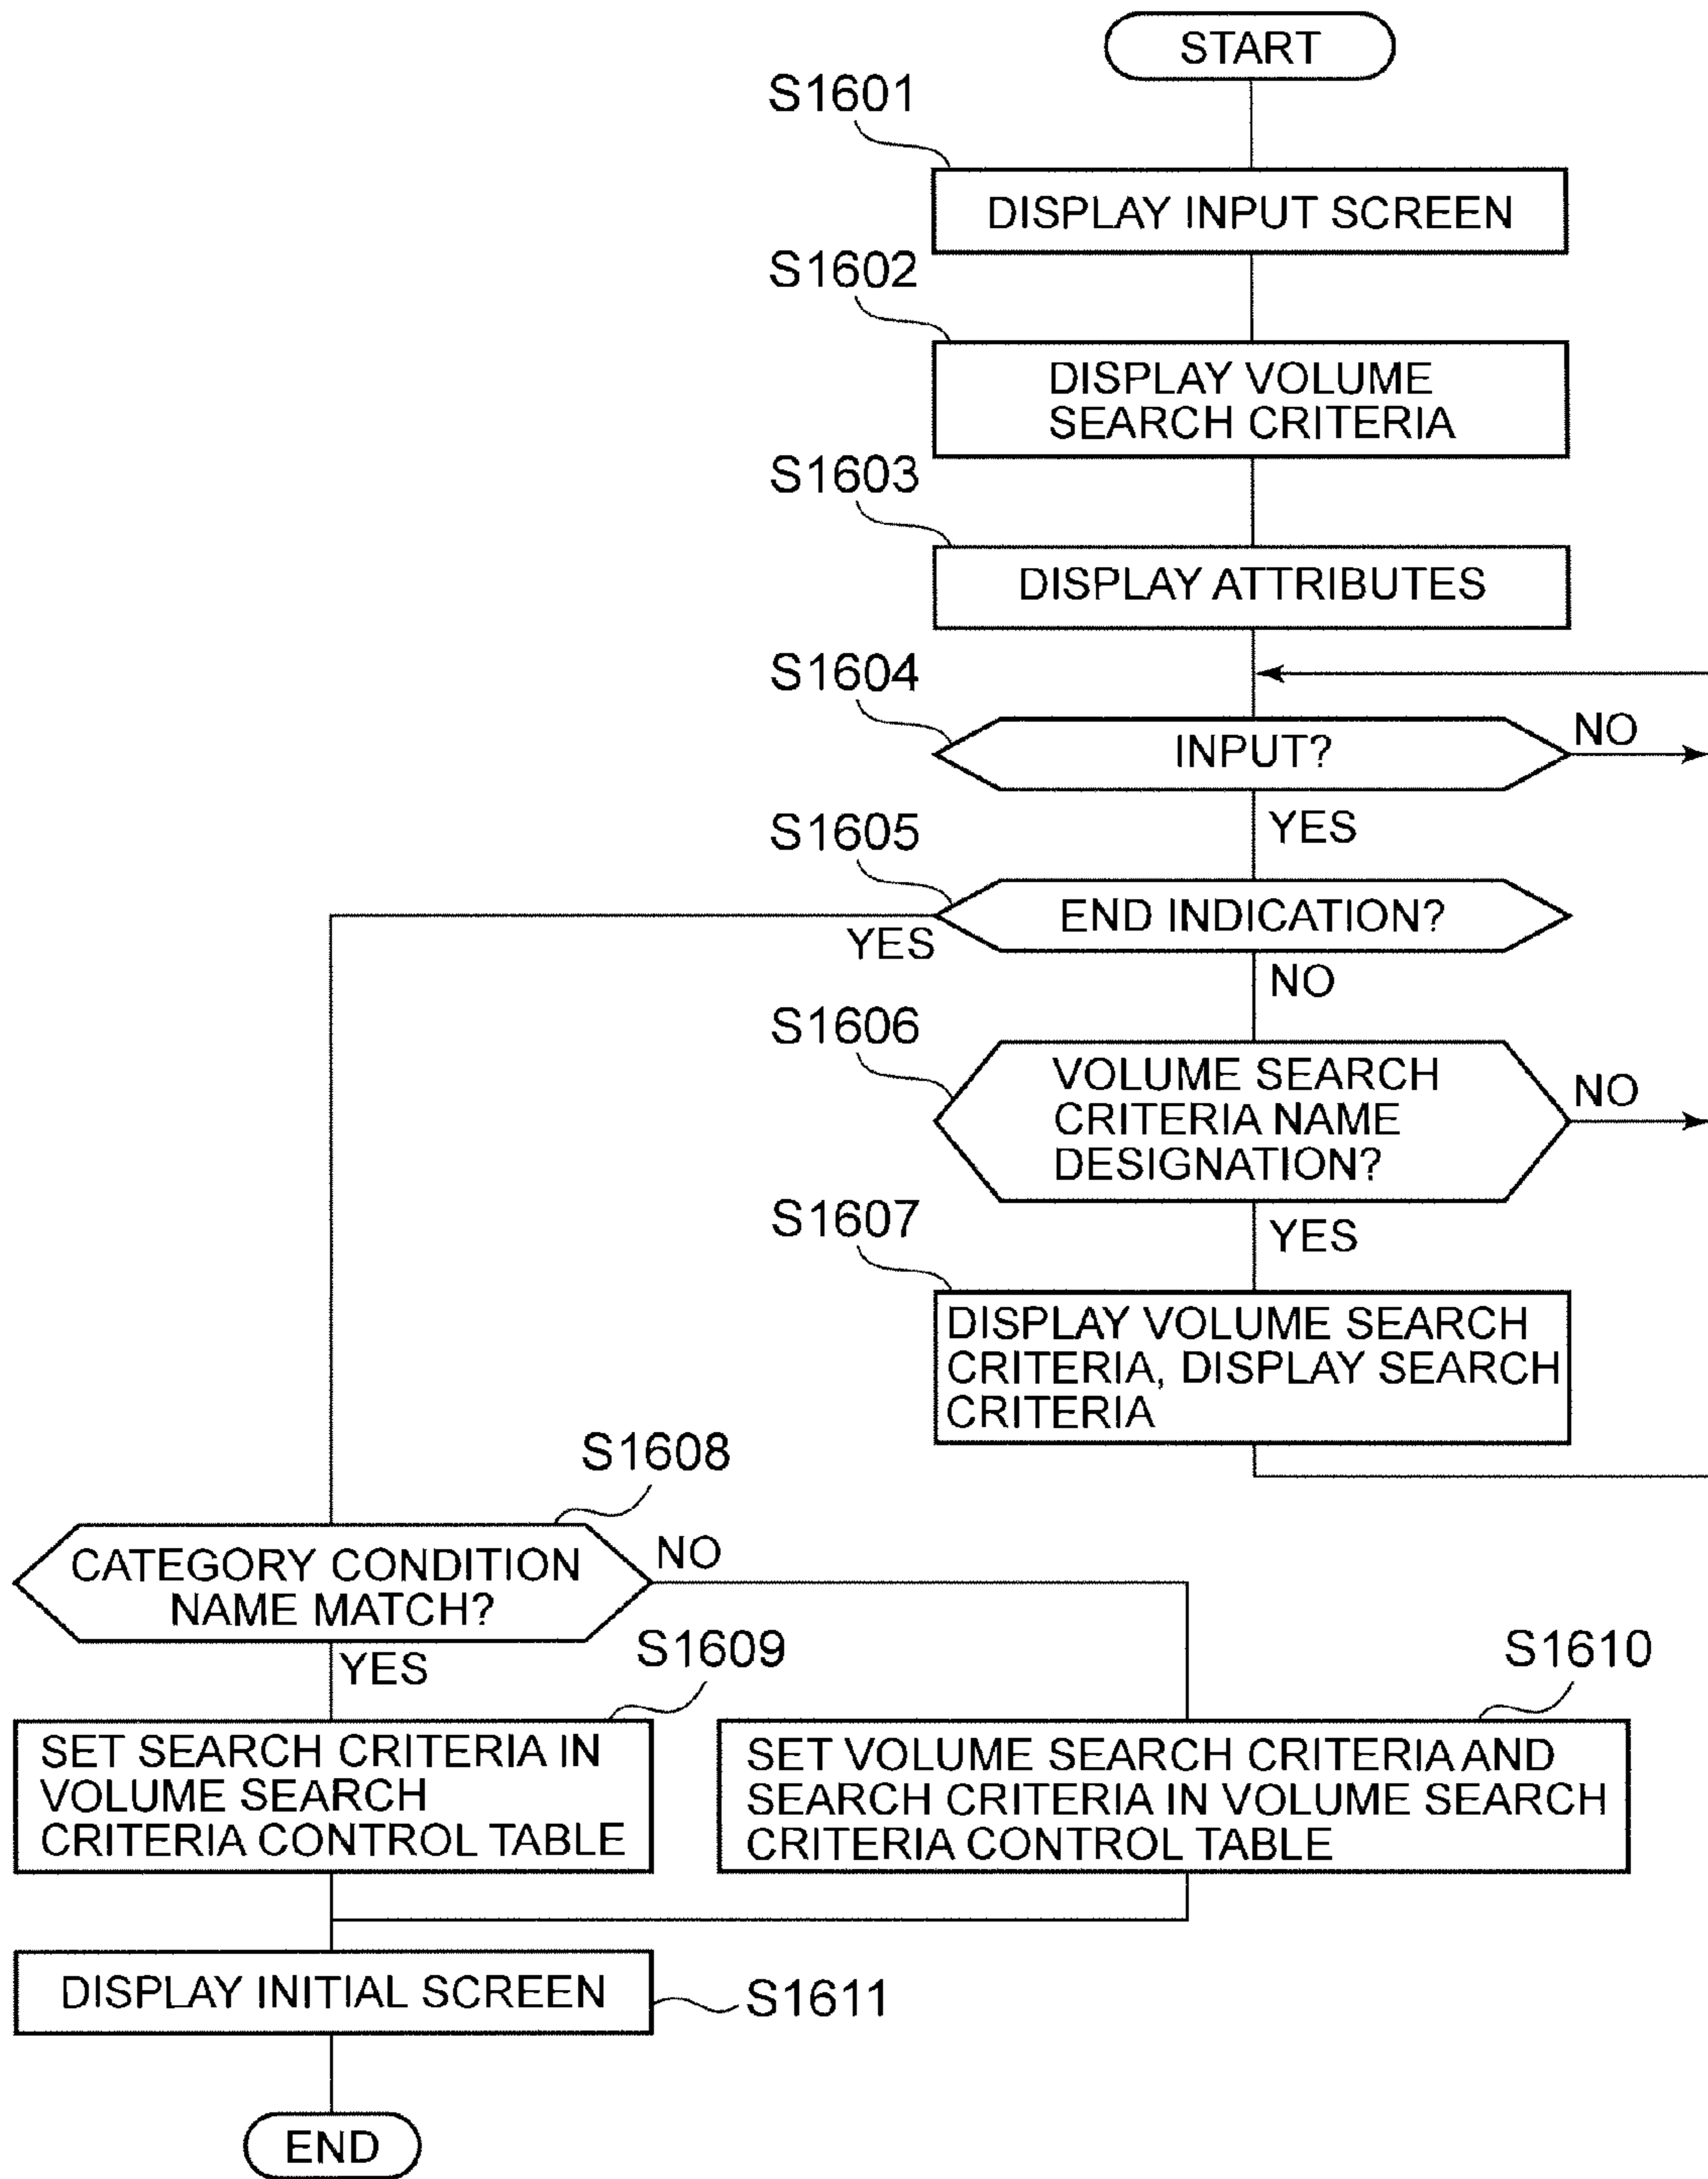 START
S1601
DISPLAY INPUT SCREEN
S1602
DISPLAY VOLUME
SEARCH CRITERIA
S1603
DISPLAY ATTRIBUTES
S1604
INPUT?
NO
YES
S1605
END INDICATION?
YES
NO
S1606
VOLUME SEARCH
CRITERIA NAME
DESIGNATION?
NO
YES
S1607
DISPLAY VOLUME SEARCH
CRITERIA, DISPLAY SEARCH
CRITERIA
S1608
CATEGORY CONDITION
NAME MATCH?
NO
YES
S1609
SET SEARCH CRITERIA IN
VOLUME SEARCH
CRITERIA CONTROL TABLE
S1610
SET VOLUME SEARCH CRITERIA AND
SEARCH CRITERIA IN VOLUME SEARCH
CRITERIA CONTROL TABLE
DISPLAY INITIAL SCREEN
S1611
END